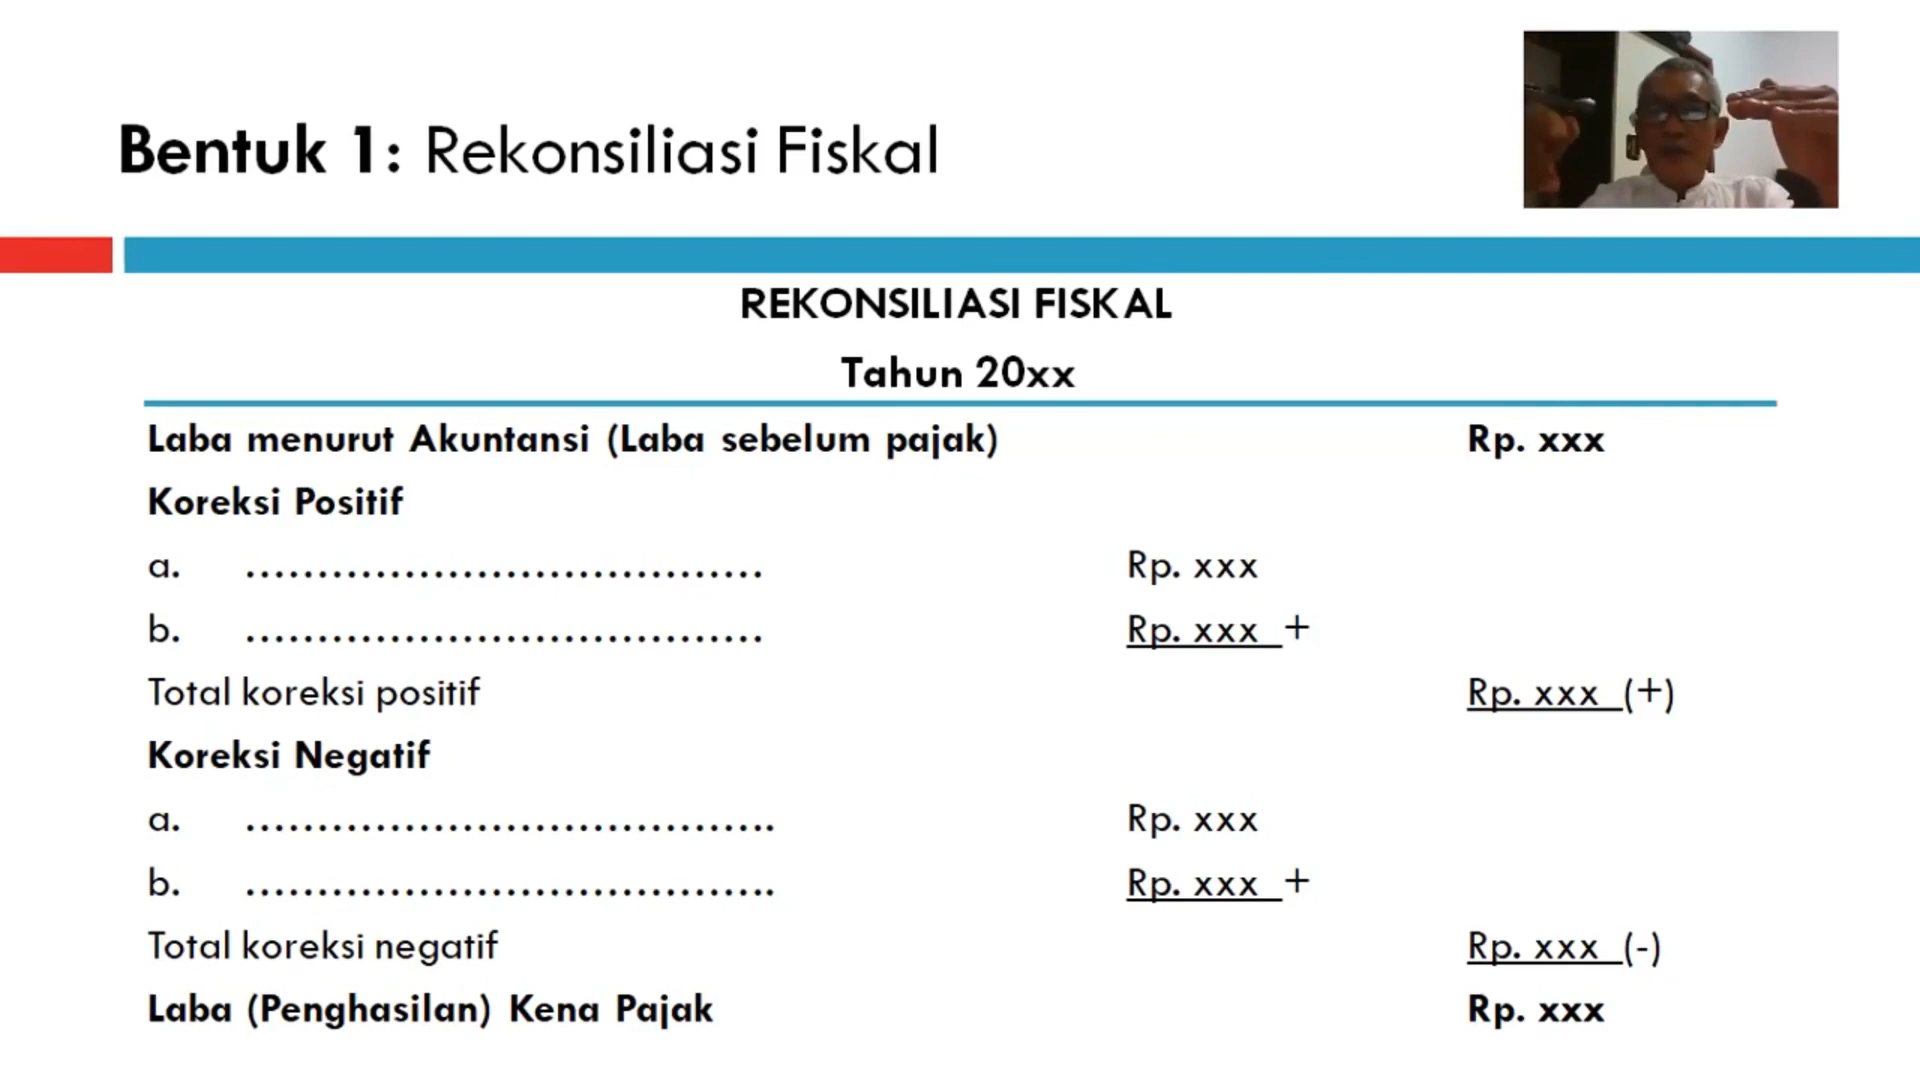 Bentuk 1: Rekonsiliasi Fiskal
REKONSILIASI FISKAL
Tahun 20xx
Laba menurut Akuntansi (Laba sebelum pajak) Rp. xxx
Koreksi Positif
a. .................................... Rp. xxx
b. .................................... Rp. xxx +
Total koreksi positif Rp. xxx (+)
Koreksi Negatif
a. ..................................... Rp. xxx
b. ..................................... Rp. xxx +
Total koreksi negatif Rp. xxx (-)
Laba (Penghasilan) Kena Pajak Rp. xxx